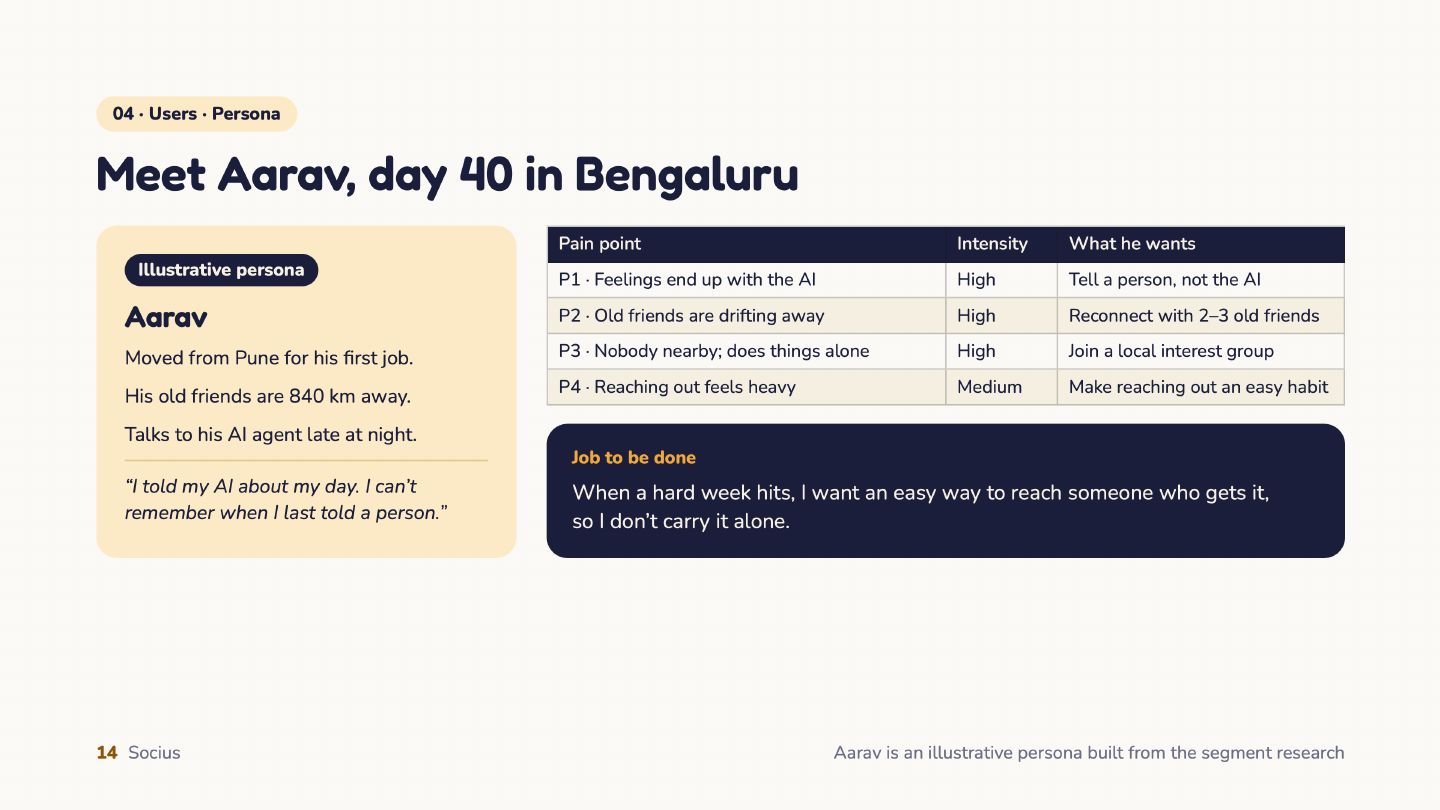 04 · Users · Persona
Meet Aarav, day 40 in Bengaluru
Illustrative persona
Aarav
Moved from Pune for his first job.
His old friends are 840 km away.
Talks to his AI agent late at night.
“I told my AI about my day. I can’t
remember when I last told a person.”
Pain point Intensity What he wants
P1 · Feelings end up with the AI High Tell a person, not the AI
P2 · Old friends are drifting away High Reconnect with 2–3 old friends
P3 · Nobody nearby; does things alone High Join a local interest group
P4 · Reaching out feels heavy Medium Make reaching out an easy habit
Job to be done
When a hard week hits, I want an easy way to reach someone who gets it,
so I don’t carry it alone.
14 Socius
Aarav is an illustrative persona built from the segment research